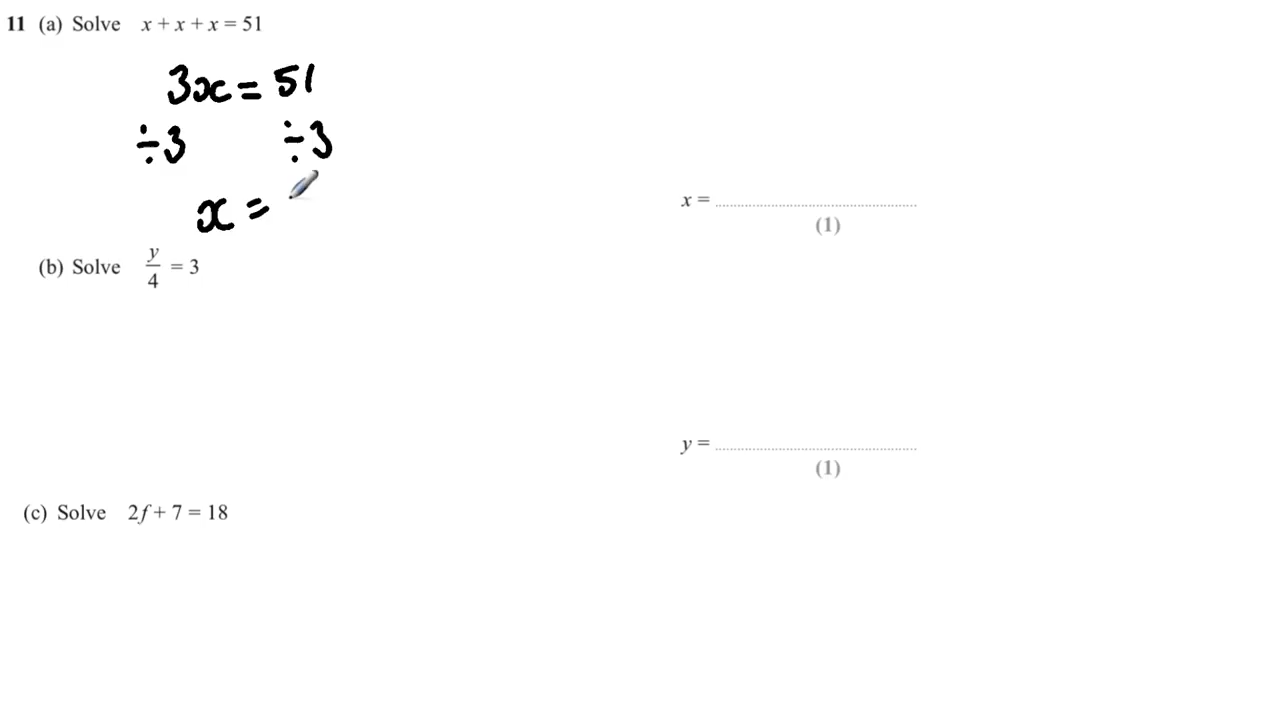 11 (a) Solve x + x + x = 51
3x = 51
÷3 ÷3
x =
x = ........................................
(1)
(b) Solve y/4 = 3
y = ........................................
(1)
(c) Solve 2f + 7 = 18